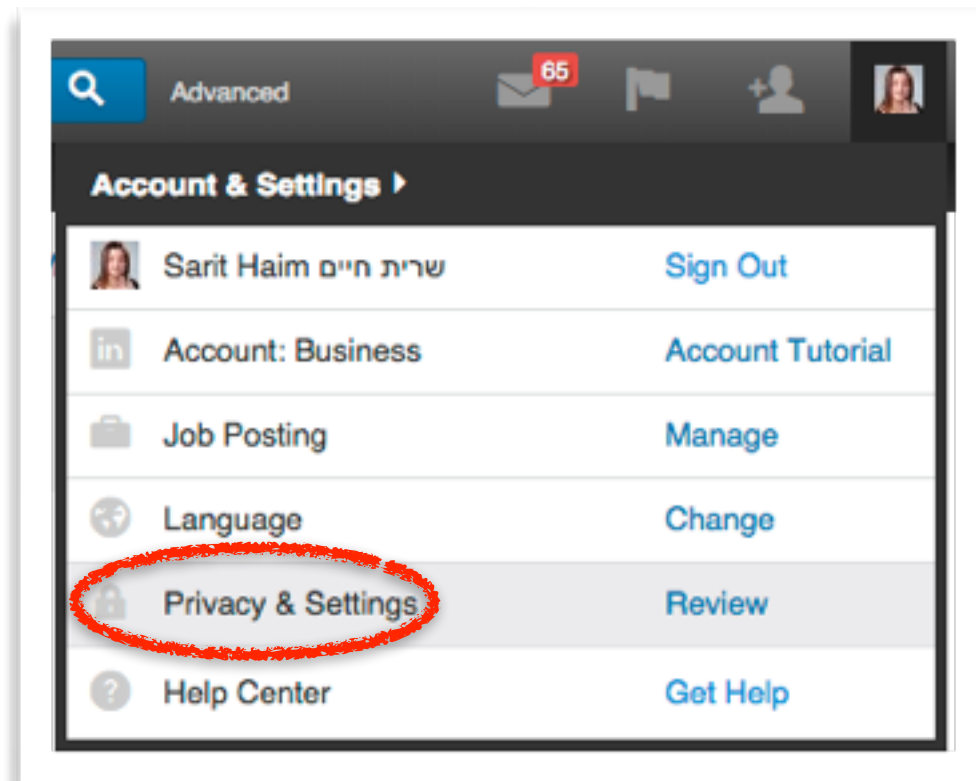 Advanced
65
Account & Settings
Sarit Haim שרית חיים Sign Out
in Account: Business Account Tutorial
Job Posting Manage
Language Change
Privacy & Settings Review
? Help Center Get Help